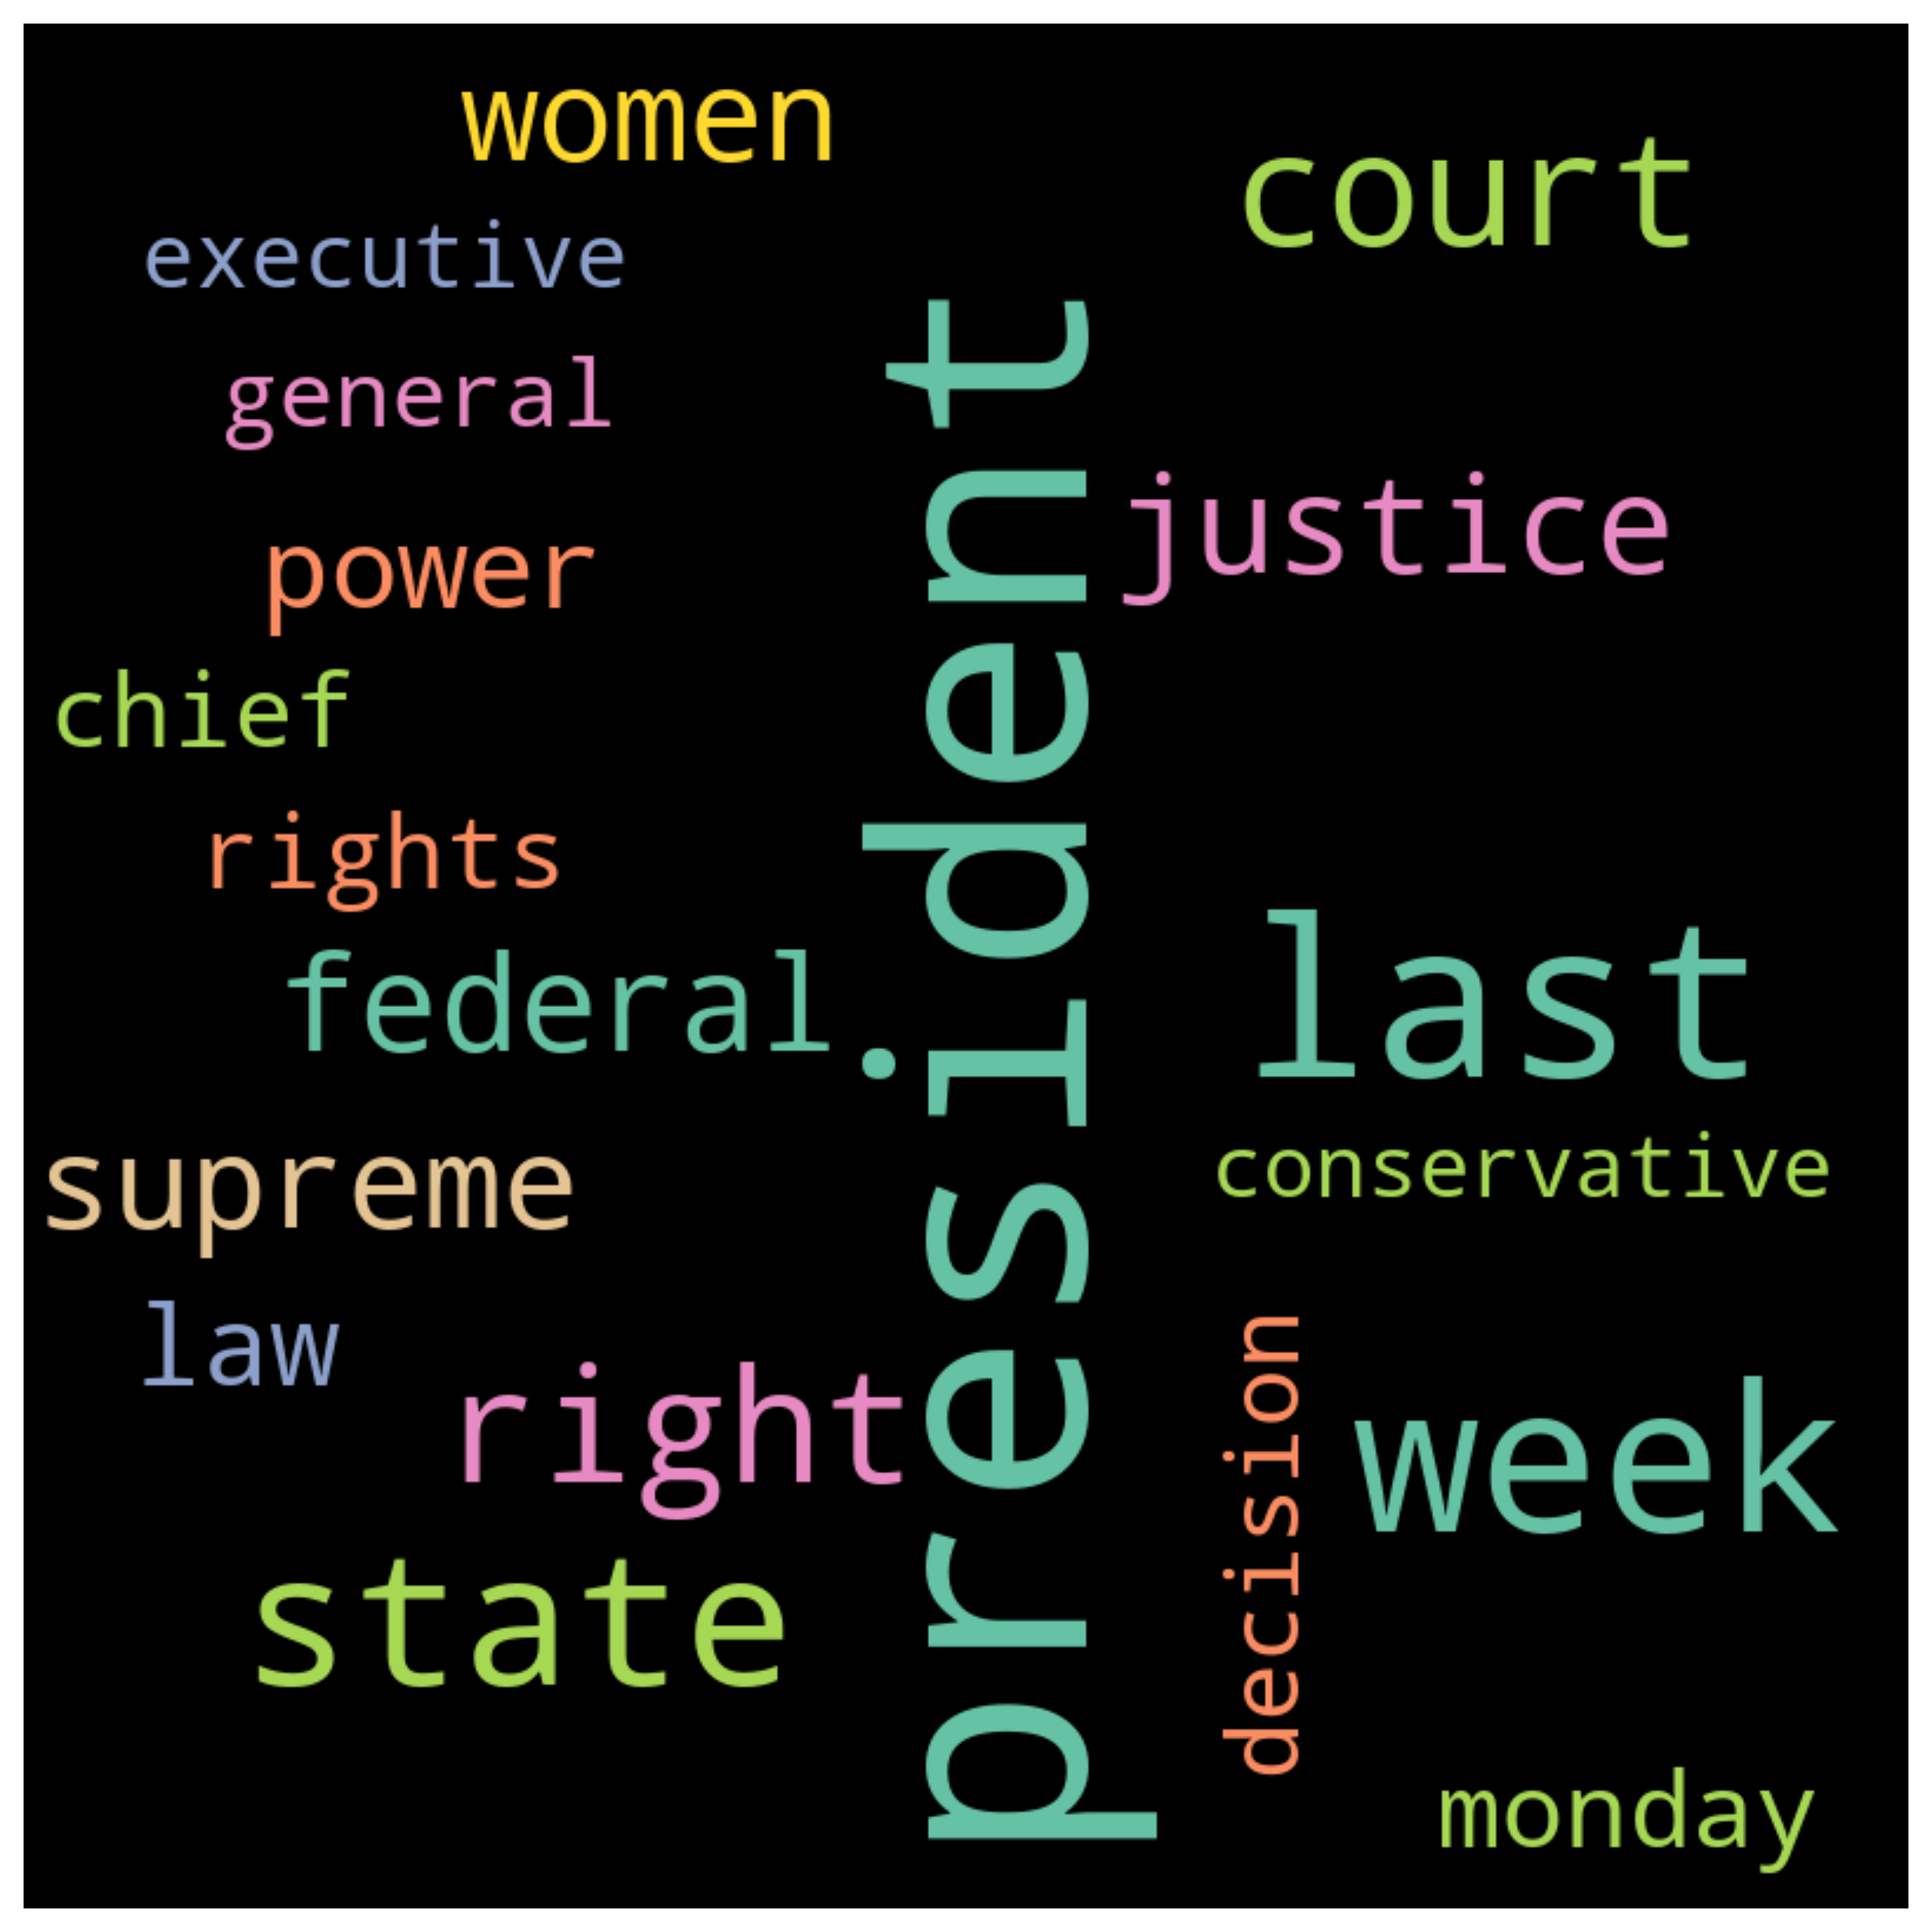 women
court
executive
general
justice
power
chief
rights
president
federal
last
supreme
conservative
law
right
decision
week
state
monday